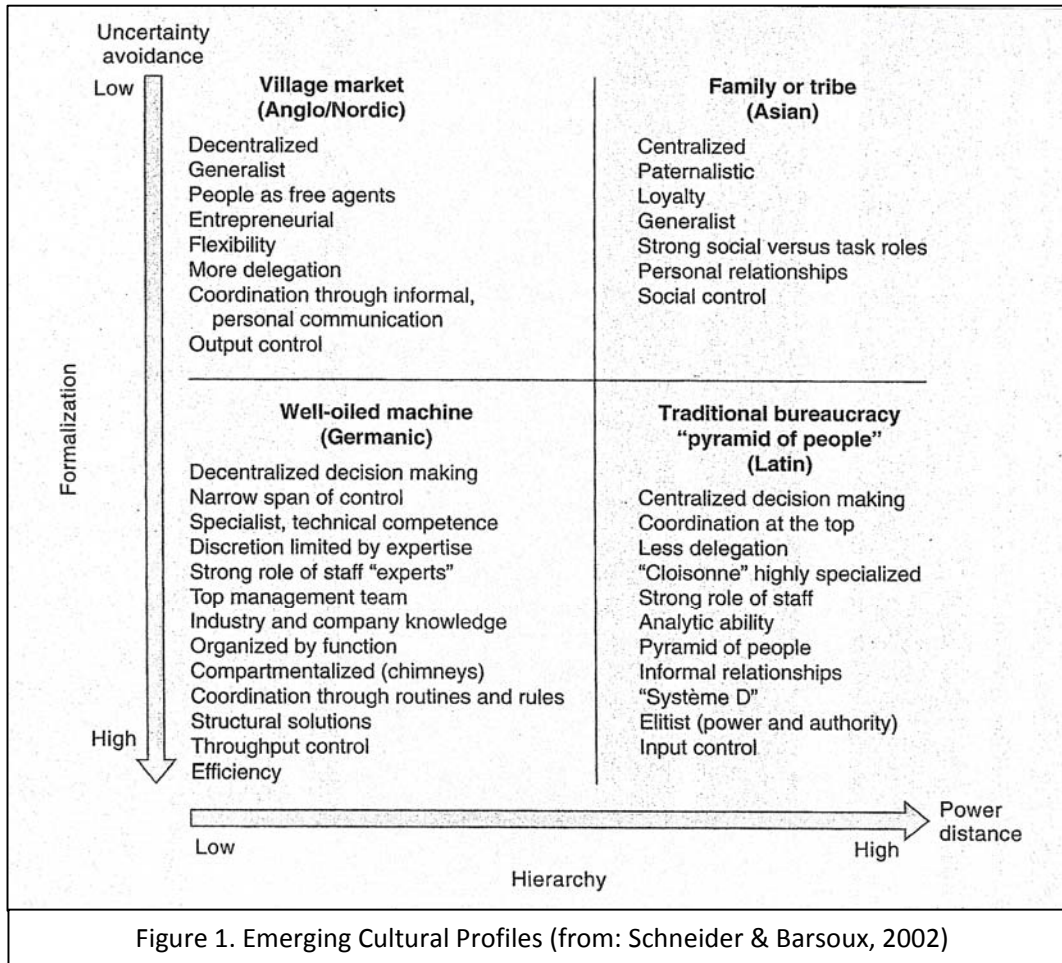 Uncertainty
avoidance
Low
Village market
(Anglo/Nordic)
Decentralized
Generalist
People as free agents
Entrepreneurial
Flexibility
More delegation
Coordination through informal,
personal communication
Output control
Family or tribe
(Asian)
Centralized
Paternalistic
Loyalty
Generalist
Strong social versus task roles
Personal relationships
Social control
Formalization
Well-oiled machine
(Germanic)
Decentralized decision making
Narrow span of control
Specialist, technical competence
Discretion limited by expertise
Strong role of staff “experts”
Top management team
Industry and company knowledge
Organized by function
Compartmentalized (chimneys)
Coordination through routines and rules
Structural solutions
Throughput control
Efficiency
Traditional bureaucracy
“pyramid of people”
(Latin)
Centralized decision making
Coordination at the top
Less delegation
“Cloisonne” highly specialized
Strong role of staff
Analytic ability
Pyramid of people
Informal relationships
“Système D”
Elitist (power and authority)
Input control
High
Power
distance
Low
High
Hierarchy
Figure 1. Emerging Cultural Profiles (from: Schneider & Barsoux, 2002)